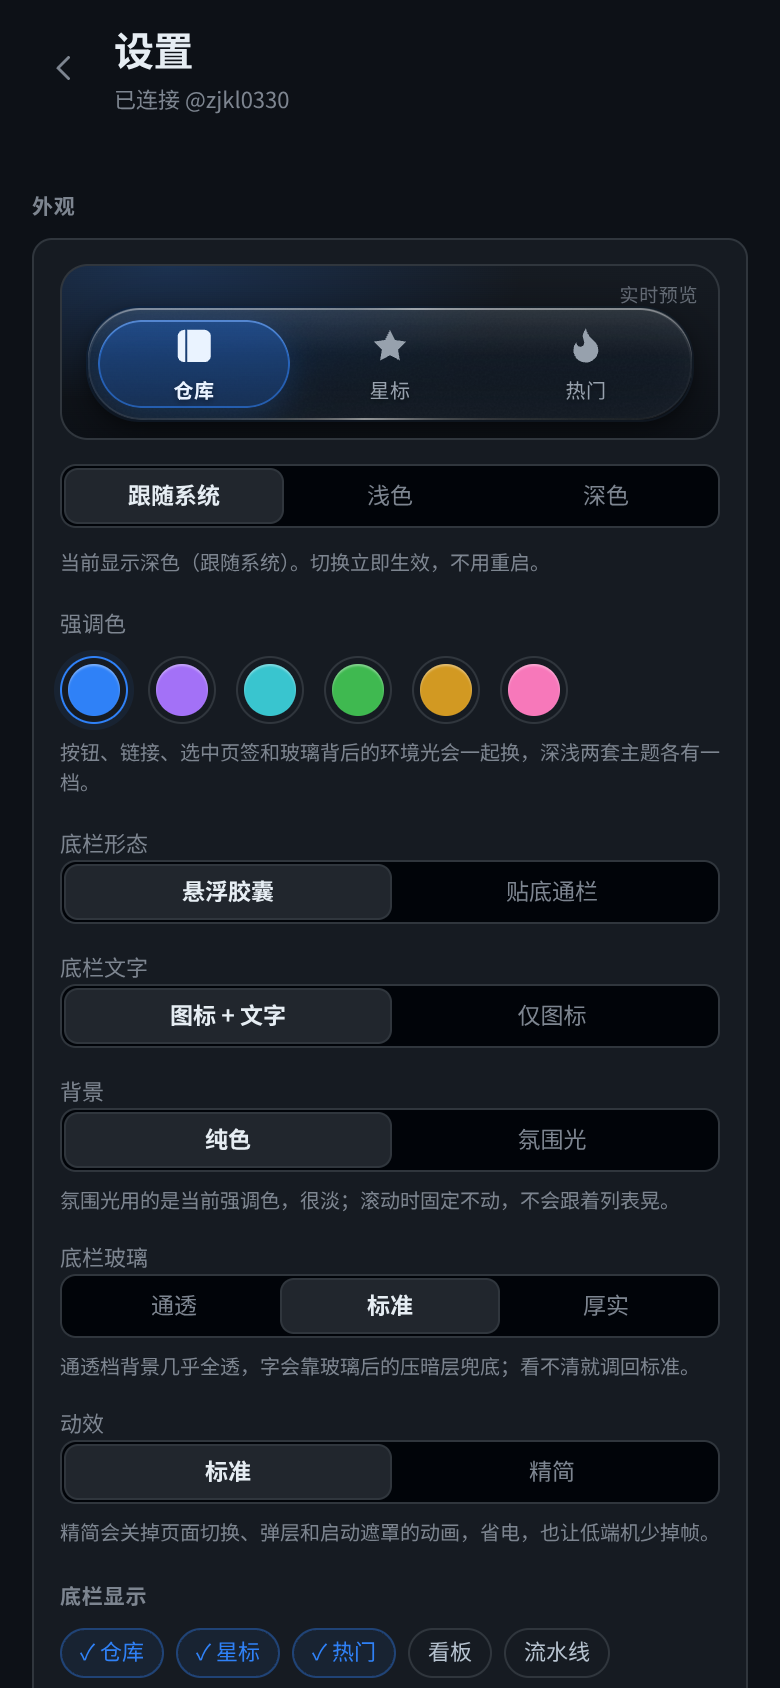 设置
已连接 @zjkl0330
外观
实时预览
仓库 星标 热门
跟随系统 浅色 深色
当前显示深色（跟随系统）。切换立即生效，不用重启。
强调色
按钮、链接、选中页签和玻璃背后的环境光会一起换，深浅两套主题各有一
档。
底栏形态
悬浮胶囊 贴底通栏
底栏文字
图标 + 文字 仅图标
背景
纯色 氛围光
氛围光用的是当前强调色，很淡；滚动时固定不动，不会跟着列表晃。
底栏玻璃
通透 标准 厚实
通透档背景几乎全透，字会靠玻璃后的压暗层兜底；看不清就调回标准。
动效
标准 精简
精简会关掉页面切换、弹层和启动遮罩的动画，省电，也让低端机少掉帧。
底栏显示
✓ 仓库 ✓ 星标 ✓ 热门 看板 流水线